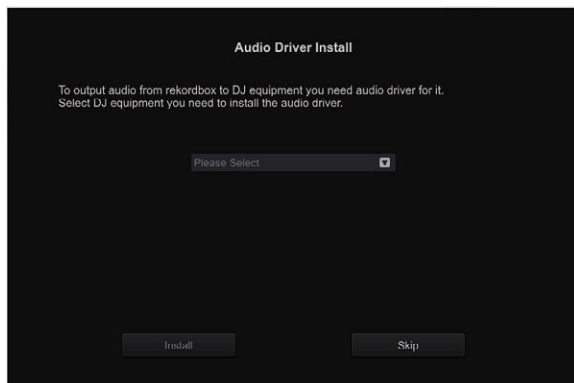 Audio Driver Install
To output audio from rekordbox to DJ equipment you need audio driver for it.
Select DJ equipment you need to install the audio driver.
Please Select
Install
Skip